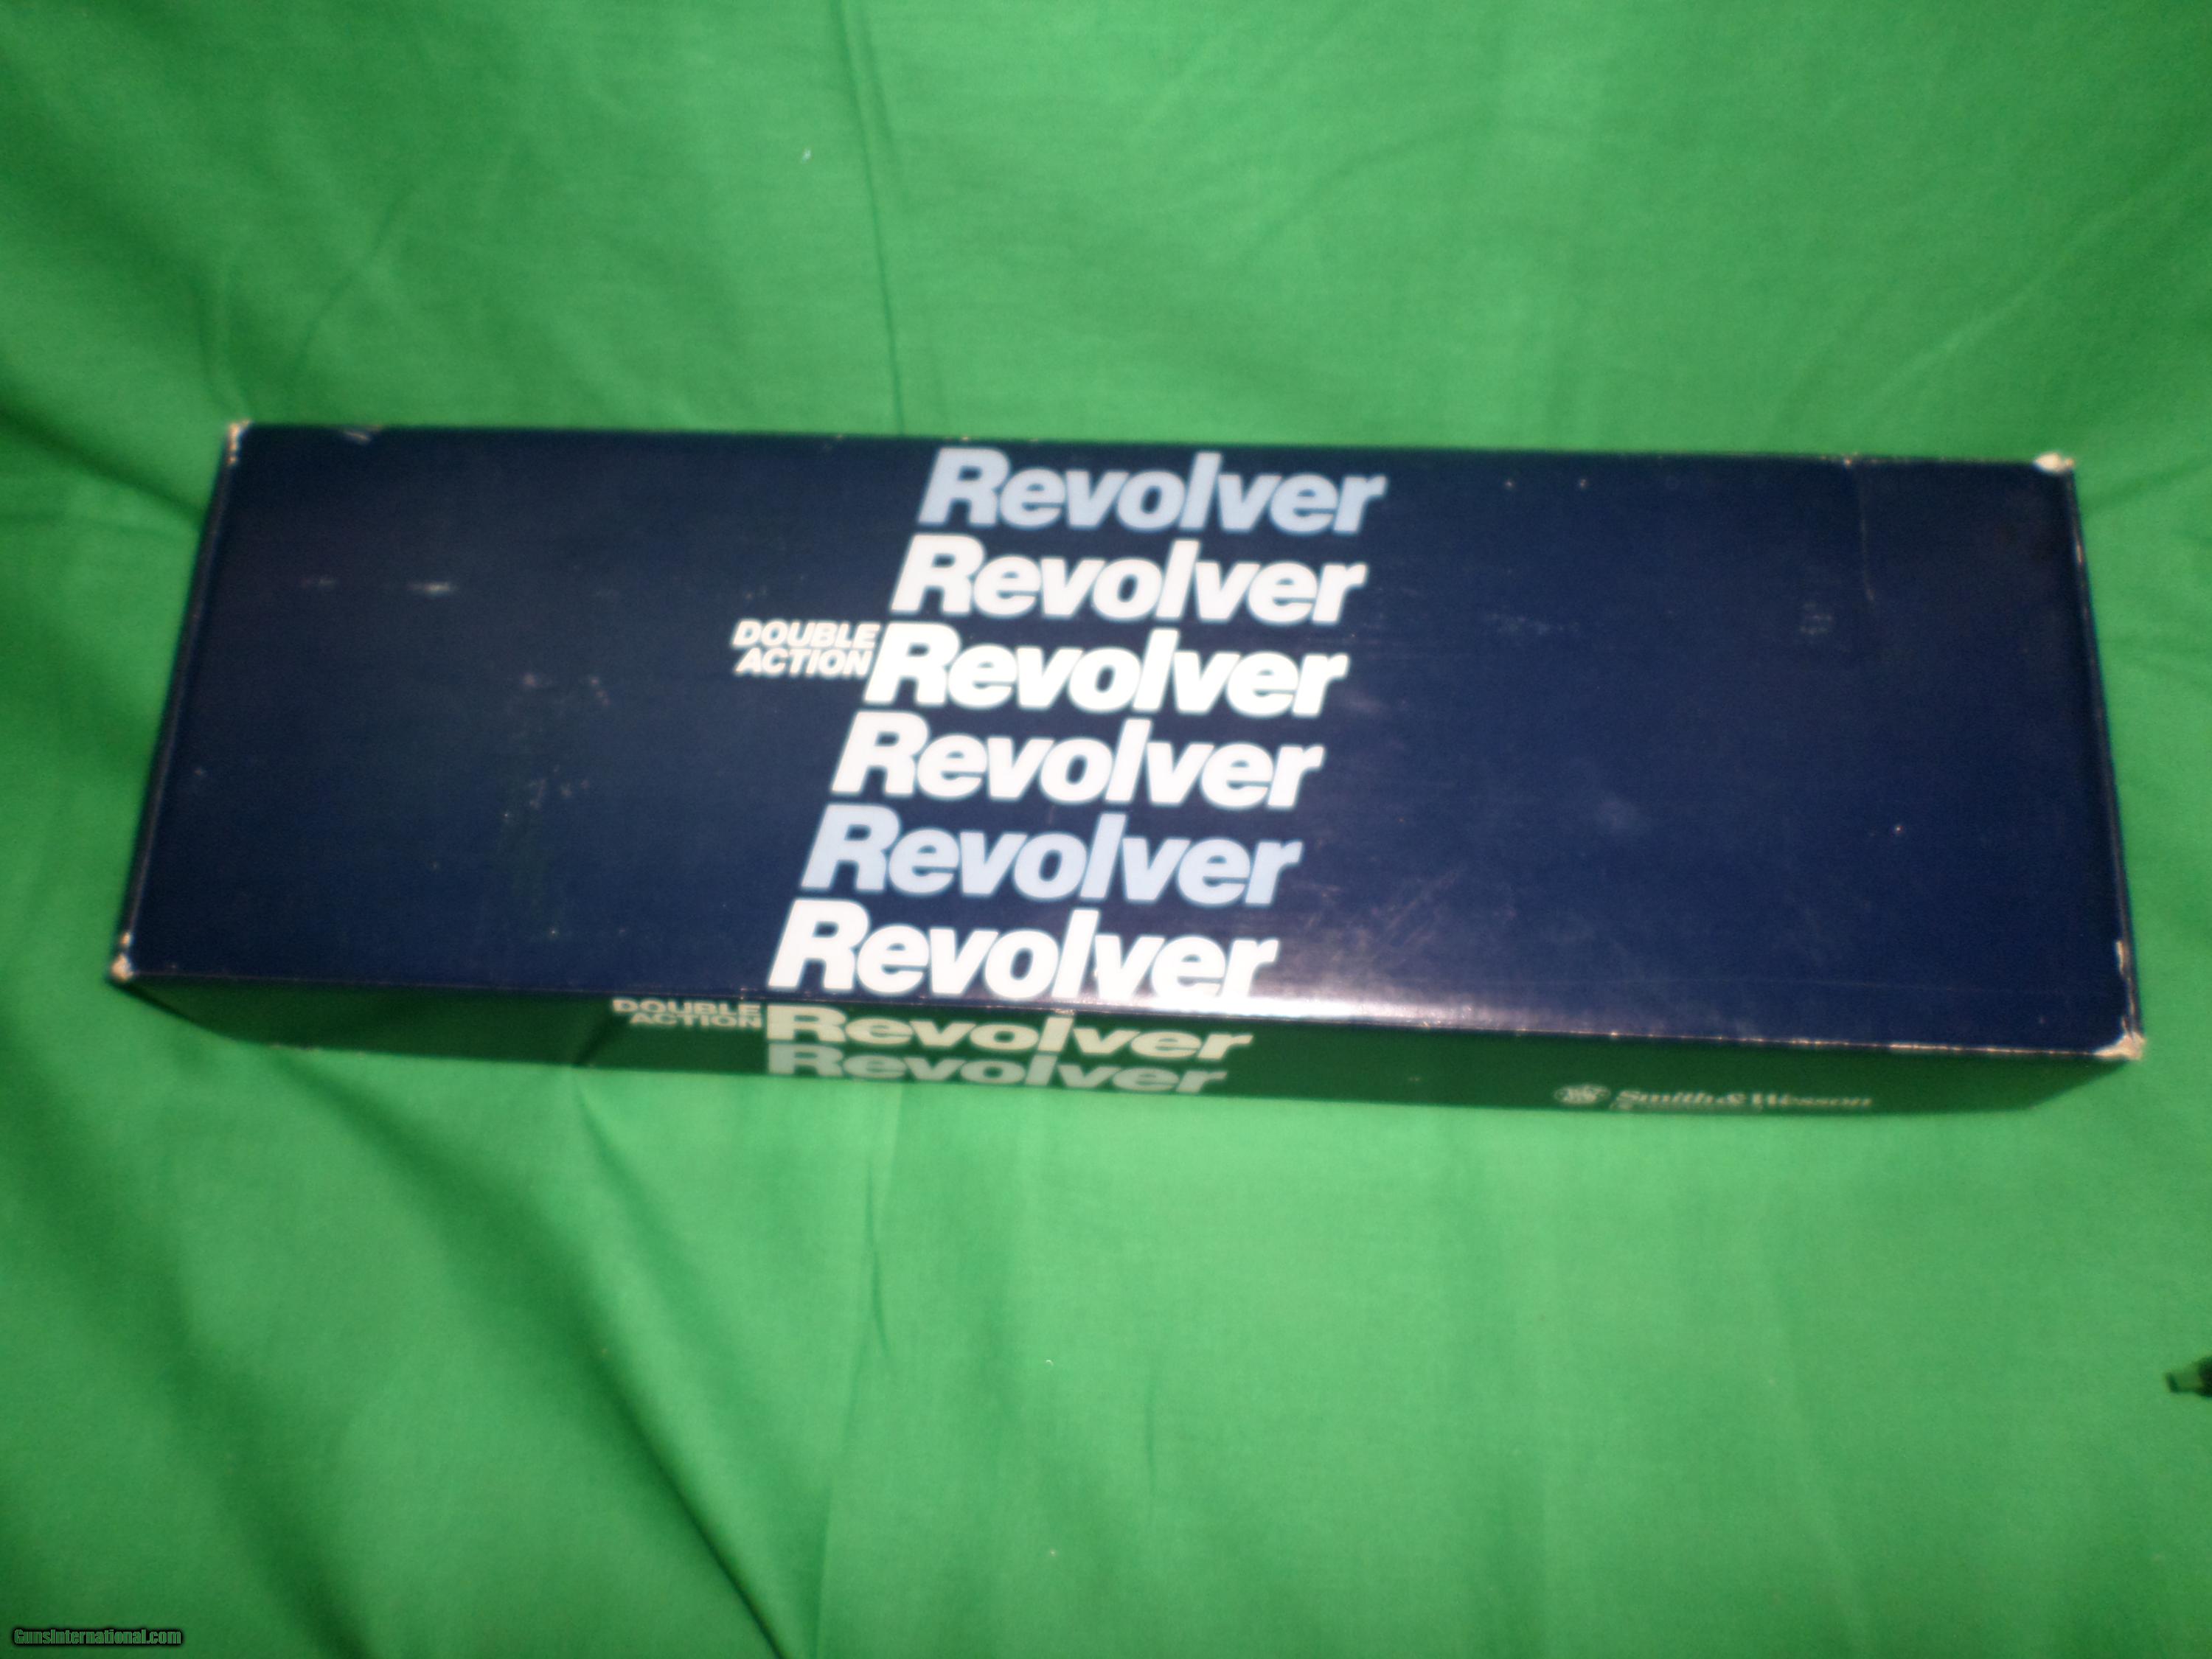 Revolver
Revolver
DOUBLE
ACTION
Revolver
Revolver
Revolver
Revolver
DOUBLE
ACTION
Revolver
Revolver
Smith & Wesson
GunsInternational.com